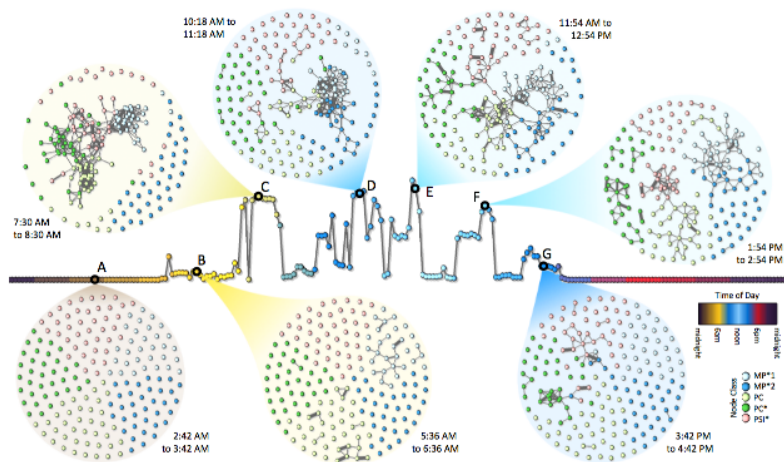 10:18 AM to
11:18 AM
11:54 AM to
12:54 PM
7:30 AM
to 8:30 AM
C
D
E
F
1:54 PM
to 2:54 PM
A
B
G
Time of Day
midnight
6am
noon
6pm
midnight
Node Class
MP*1
MP*2
PC
PC*
PSI*
2:42 AM
to 3:42 AM
5:36 AM
to 6:36 AM
3:42 PM
to 4:42 PM